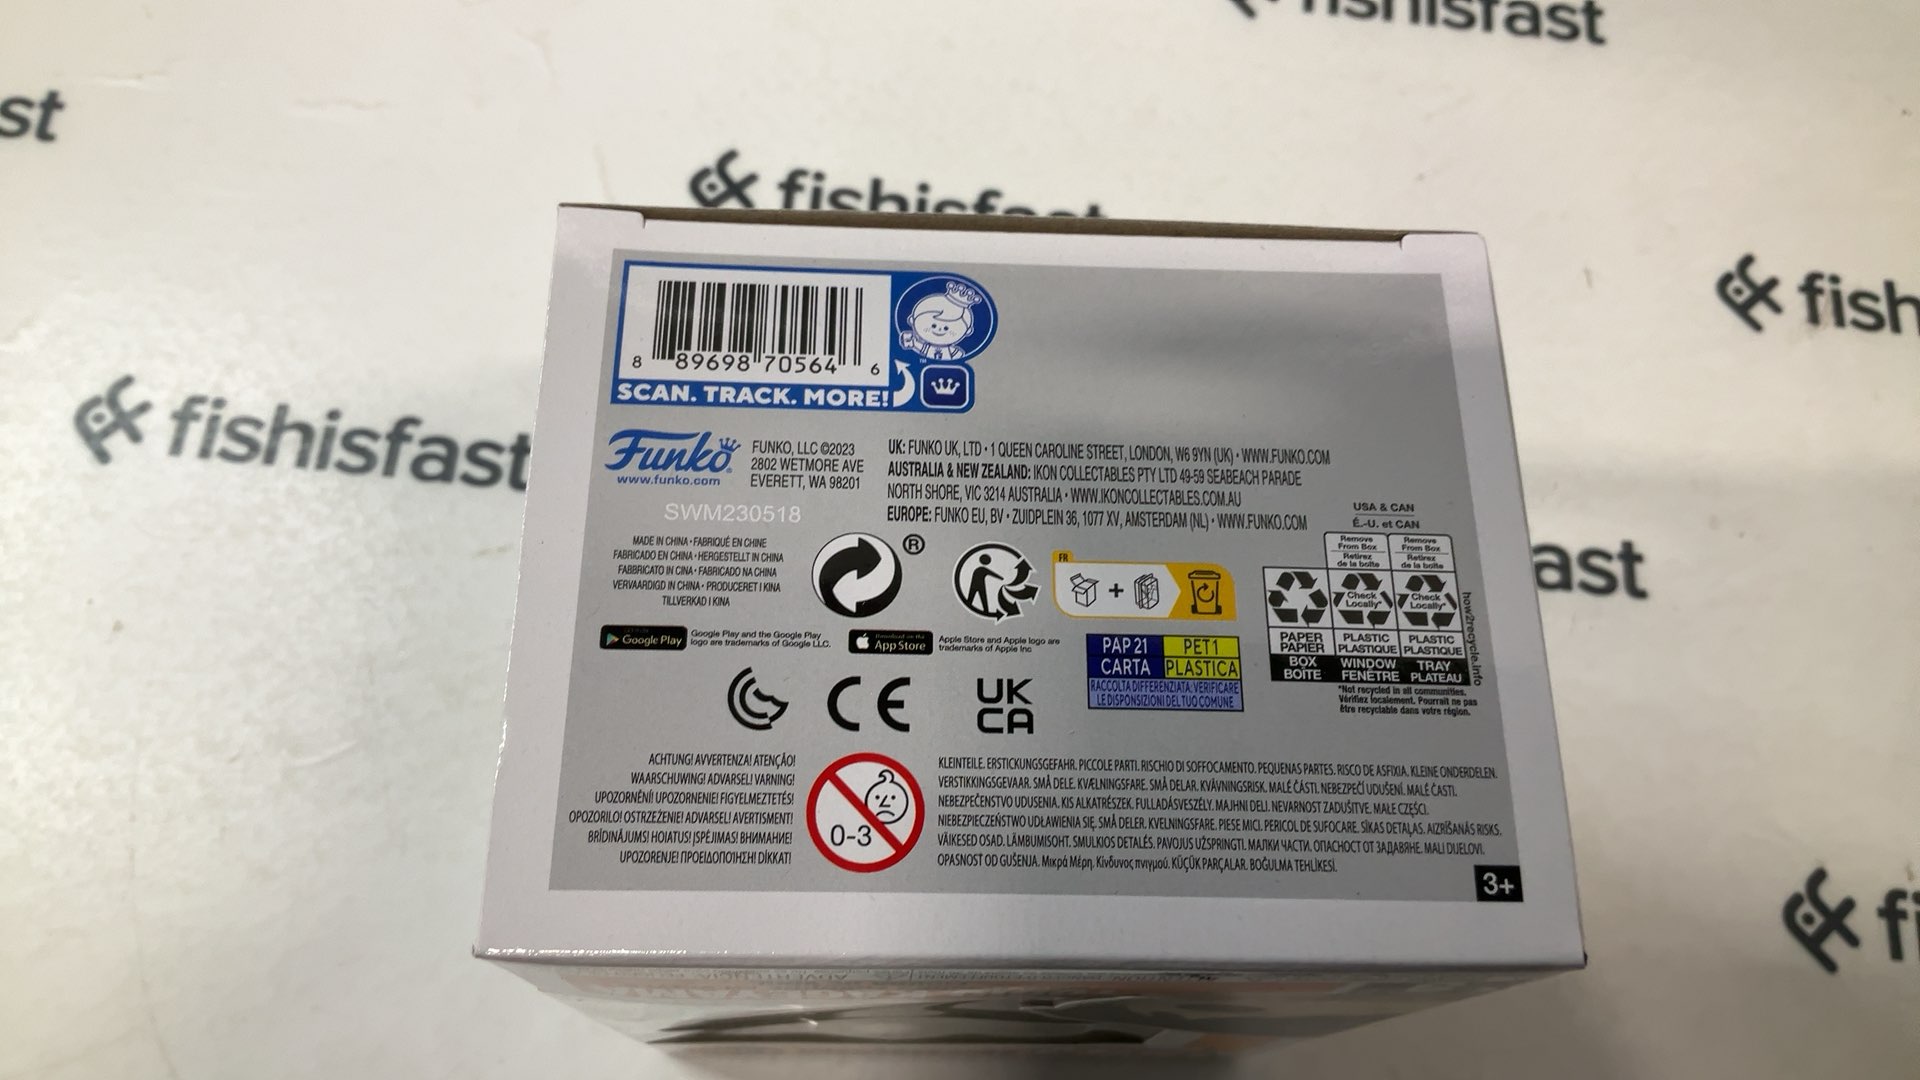 fishisfast
st
fishisfast
fish
fishisfast
ast
8 89698 70564 6
SCAN. TRACK. MORE!
Funko
www.funko.com
FUNKO, LLC ©2023
2802 WETMORE AVE
EVERETT, WA 98201
SWM230518
UK: FUNKO UK, LTD • 1 QUEEN CAROLINE STREET, LONDON, W6 9YN (UK) • WWW.FUNKO.COM
AUSTRALIA & NEW ZEALAND: IKON COLLECTABLES PTY LTD 49-59 SEABEACH PARADE
NORTH SHORE, VIC 3214 AUSTRALIA • WWW.IKONCOLLECTABLES.COM.AU
EUROPE: FUNKO EU, BV • ZUIDPLEIN 36, 1077 XV, AMSTERDAM (NL) • WWW.FUNKO.COM
MADE IN CHINA • FABRIQUÉ EN CHINE
FABRICADO EN CHINA • HERGESTELLT IN CHINA
FABBRICATO IN CINA • FABRICADO NA CHINA
VERVAARDIGD IN CHINA • PRODUCERET I KINA
TILLVERKAD I KINA
®
FR
+
USA & CAN
É.-U. et CAN
Remove From Box
Retirez de la boîte
Remove From Box
Retirez de la boîte
Check Locally*
Check Locally*
PAPER PAPIER
PLASTIC PLASTIQUE
PLASTIC PLASTIQUE
BOX BOÎTE
WINDOW FENÊTRE
TRAY PLATEAU
how2recycle.info
*Not recycled in all communities.
Vérifiez localement. Pourrait ne pas
être recyclable dans votre région.
Google Play
Google Play and the Google Play
logo are trademarks of Google LLC.
Download on the
App Store
Apple Store and Apple logo are
trademarks of Apple Inc
PAP 21 PET1
CARTA PLASTICA
RACCOLTA DIFFERENZIATA. VERIFICARE
LE DISPONSIZIONI DEL TUO COMUNE
CE
UK
CA
ACHTUNG! AVVERTENZA! ATENÇÃO!
WAARSCHUWING! ADVARSEL! VARNING!
UPOZORNĚNÍ! UPOZORNENIE! FIGYELMEZTETÉS!
OPOZORILO! OSTRZEŻENIE! ADVARSEL! AVERTISMENT!
BRĪDINĀJUMS! HOIATUS! ĮSPĖJIMAS! ВНИМАНИЕ!
UPOZORENJE! ΠΡΟΕΙΔΟΠΟΙΗΣΗ! DİKKAT!
0-3
KLEINTEILE. ERSTICKUNGSGEFAHR. PICCOLE PARTI. RISCHIO DI SOFFOCAMENTO. PEQUENAS PARTES. RISCO DE ASFIXIA. KLEINE ONDERDELEN.
VERSTIKKINGSGEVAAR. SMÅ DELE. KVÆLNINGSFARE. SMÅ DELAR. KVÄVNINGSRISK. MALÉ ČÁSTI. NEBEZPEČÍ UDUŠENÍ. MALÉ ČASTI.
NEBEZPEČENSTVO UDUSENIA. KIS ALKATRÉSZEK. FULLADÁSVESZÉLY. MAJHNI DELI. NEVARNOST ZADUŠITVE. MAŁE CZĘŚCI.
NIEBEZPIECZEŃSTWO UDŁAWIENIA SIĘ. SMÅ DELER. KVELNINGSFARE. PIESE MICI. PERICOL DE SUFOCARE. SĪKAS DETAĻAS. AIZRĪŠANĀS RISKS.
VÄIKESED OSAD. LÄMBUMISOHT. SMULKIOS DETALĖS. PAVOJUS UŽSPRINGTI. МАЛКИ ЧАСТИ. ОПАСНОСТ ОТ ЗАДАВЯНЕ. MALI DIJELOVI.
OPASNOST OD GUŠENJA. Μικρά Μέρη. Κίνδυνος πνιγμού. KÜÇÜK PARÇALAR. BOĞULMA TEHLİKESİ.
3+